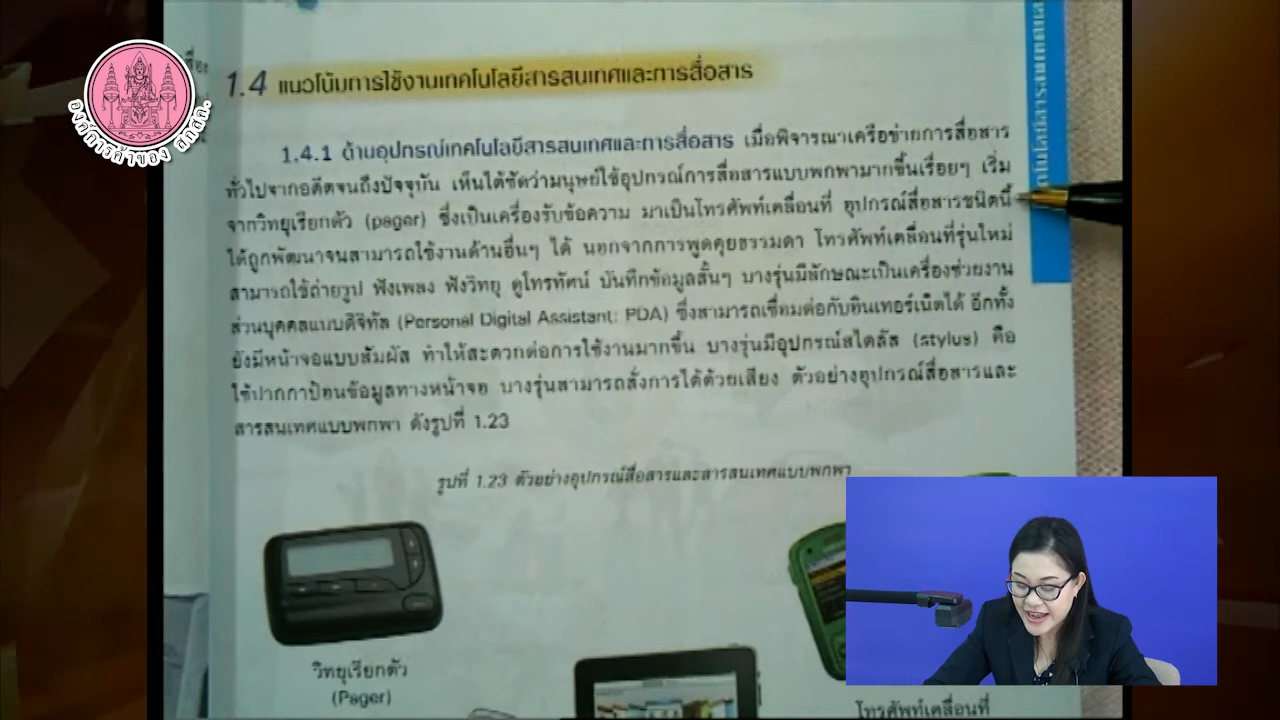 องค์การค้าของ สกสค.
1.4 แนวโน้มการใช้งานเทคโนโลยีสารสนเทศและการสื่อสาร
1.4.1 ด้านอุปกรณ์เทคโนโลยีสารสนเทศและการสื่อสาร เมื่อพิจารณาเครือข่ายการสื่อสาร
ทั่วไปจากอดีตจนถึงปัจจุบัน เห็นได้ชัดว่ามนุษย์ใช้อุปกรณ์การสื่อสารแบบพกพามากขึ้นเรื่อยๆ เริ่ม
จากวิทยุเรียกตัว (pager) ซึ่งเป็นเครื่องรับข้อความ มาเป็นโทรศัพท์เคลื่อนที่ อุปกรณ์สื่อสารชนิดนี้
ได้ถูกพัฒนาจนสามารถใช้งานด้านอื่นๆ ได้ นอกจากการพูดคุยธรรมดา โทรศัพท์เคลื่อนที่รุ่นใหม่
สามารถใช้ถ่ายรูป ฟังเพลง ฟังวิทยุ ดูโทรทัศน์ บันทึกข้อมูลสั้นๆ บางรุ่นมีลักษณะเป็นเครื่องช่วยงาน
ส่วนบุคคลแบบดิจิทัล (Personal Digital Assistant: PDA) ซึ่งสามารถเชื่อมต่อกับอินเทอร์เน็ตได้ อีกทั้ง
ยังมีหน้าจอแบบสัมผัส ทำให้สะดวกต่อการใช้งานมากขึ้น บางรุ่นมีอุปกรณ์สไตลัส (stylus) คือ
ใช้ปากกาป้อนข้อมูลทางหน้าจอ บางรุ่นสามารถสั่งการได้ด้วยเสียง ตัวอย่างอุปกรณ์สื่อสารและ
สารสนเทศแบบพกพา ดังรูปที่ 1.23
รูปที่ 1.23 ตัวอย่างอุปกรณ์สื่อสารและสารสนเทศแบบพกพา
วิทยุเรียกตัว
(Pager)
โทรศัพท์เคลื่อนที่